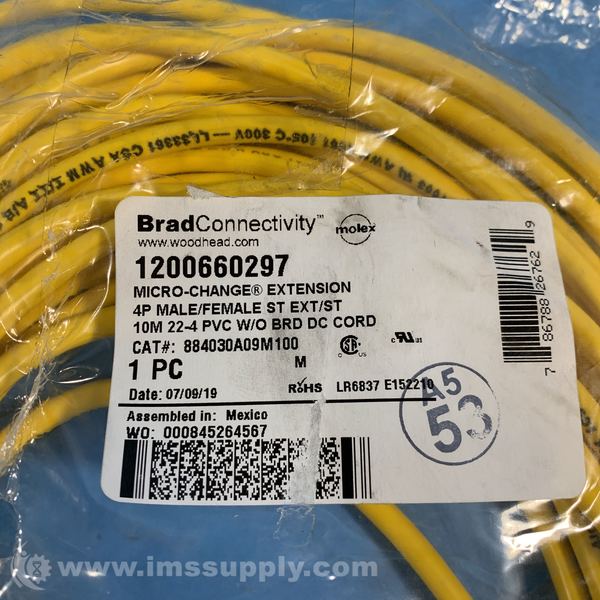 LL33361 CSA AWM I/II A/B
105°C 300V
BradConnectivity™ molex
www.woodhead.com
1200660297
MICRO-CHANGE® EXTENSION
4P MALE/FEMALE ST EXT/ST
10M 22-4 PVC W/O BRD DC CORD
CAT#: 884030A09M100
1 PC M
Date: 07/09/19 RoHS LR6837 E152210
Assembled in: Mexico
WO: 000845264567
7 86788 26762 9
A5
53
www.imssupply.com